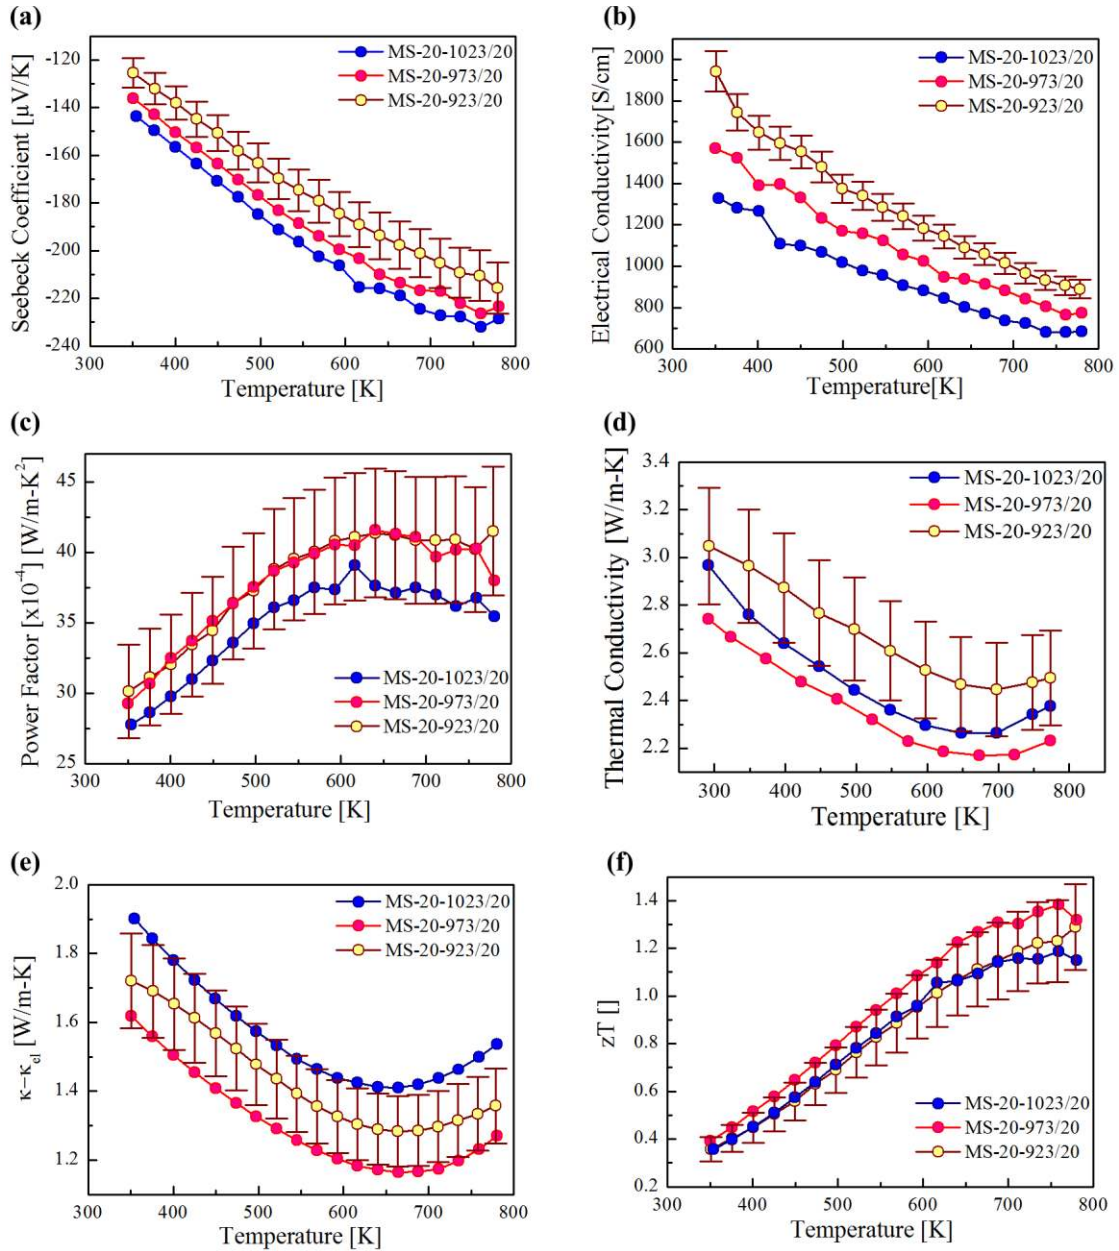 (a)
Seebeck Coefficient [µV/K]
-120
-140
-160
-180
-200
-220
-240
MS-20-1023/20
MS-20-973/20
MS-20-923/20
300 400 500 600 700 800
Temperature [K]
(b)
Electrical Conductivity[S/cm]
2000
1800
1600
1400
1200
1000
800
600
MS-20-1023/20
MS-20-973/20
MS-20-923/20
300 400 500 600 700 800
Temperature[K]
(c)
Power Factor [x10⁻⁴] [W/m-K²]
45
40
35
30
25
MS-20-1023/20
MS-20-973/20
MS-20-923/20
300 400 500 600 700 800
Temperature [K]
(d)
Thermal Conductivity [W/m-K]
3.4
3.2
3.0
2.8
2.6
2.4
2.2
MS-20-1023/20
MS-20-973/20
MS-20-923/20
300 400 500 600 700 800
Temperature [K]
(e)
κ−κel [W/m-K]
2.0
1.8
1.6
1.4
1.2
MS-20-1023/20
MS-20-973/20
MS-20-923/20
300 400 500 600 700 800
Temperature [K]
(f)
zT []
1.4
1.2
1.0
0.8
0.6
0.4
0.2
MS-20-1023/20
MS-20-973/20
MS-20-923/20
300 400 500 600 700 800
Temperature [K]